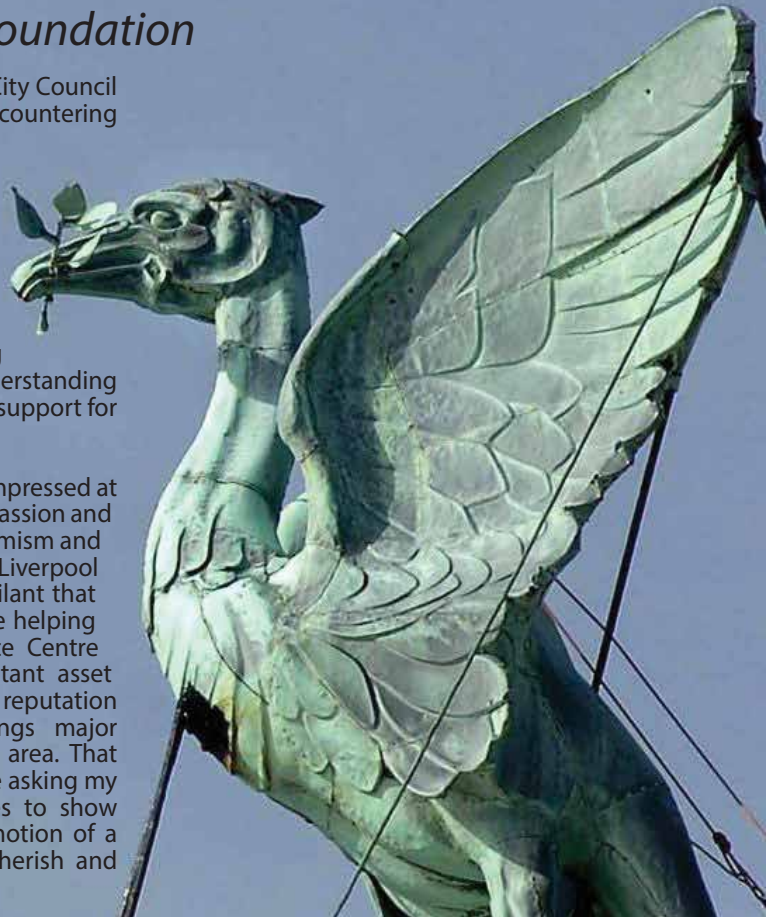 oundation
City Council
countering
derstanding
support for
mpressed at
assion and
mism and
Liverpool
ilant that
e helping
e Centre
tant asset
reputation
ngs major
area. That
e asking my
s to show
notion of a
herish and